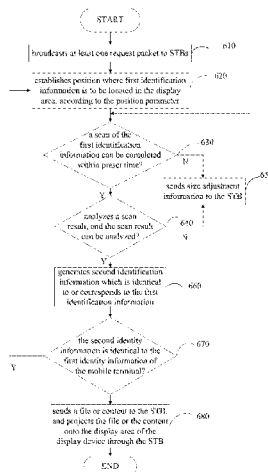 START
broadcasts at least one request packet to STBs
610
establishes position where first identification
information is to be located in the display
area, according to the position parameter
620
a scan of the
first identification
information can be completed
within preset time?
630
N
sends size adjustment
information to the STB
65
Y
analyzes a scan
result, and the scan result
can be analyzed?
640
N
Y
generates second identification
information which is identical
to or corresponds to the first
identification information
660
the second identity
information is identical to the
first identity information of
the mobile terminal?
670
Y
sends a file or content to the STB,
and projects the file or the content
onto the display area of the
display device through the STB
680
END